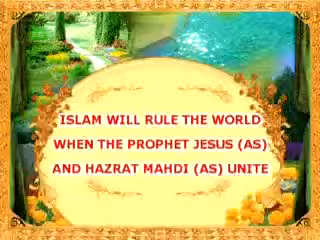 ISLAM WILL RULE THE WORLD
WHEN THE PROPHET JESUS (AS)
AND HAZRAT MAHDI (AS) UNITE